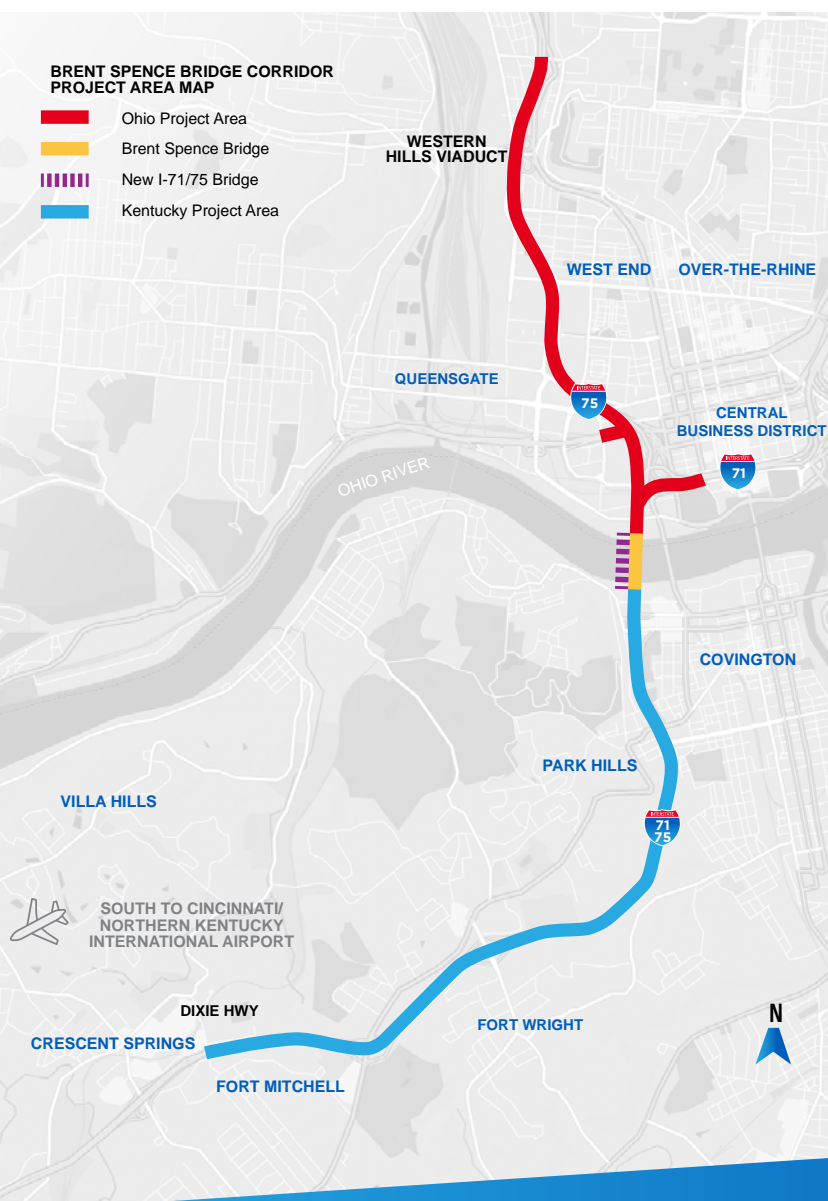 BRENT SPENCE BRIDGE CORRIDOR
PROJECT AREA MAP
Ohio Project Area
Brent Spence Bridge
New I-71/75 Bridge
Kentucky Project Area
WESTERN
HILLS VIADUCT
WEST END
OVER-THE-RHINE
QUEENSGATE
INTERSTATE
75
CENTRAL
BUSINESS DISTRICT
INTERSTATE
71
OHIO RIVER
COVINGTON
PARK HILLS
VILLA HILLS
INTERSTATE
71
75
SOUTH TO CINCINNATI/
NORTHERN KENTUCKY
INTERNATIONAL AIRPORT
DIXIE HWY
N
FORT WRIGHT
CRESCENT SPRINGS
FORT MITCHELL